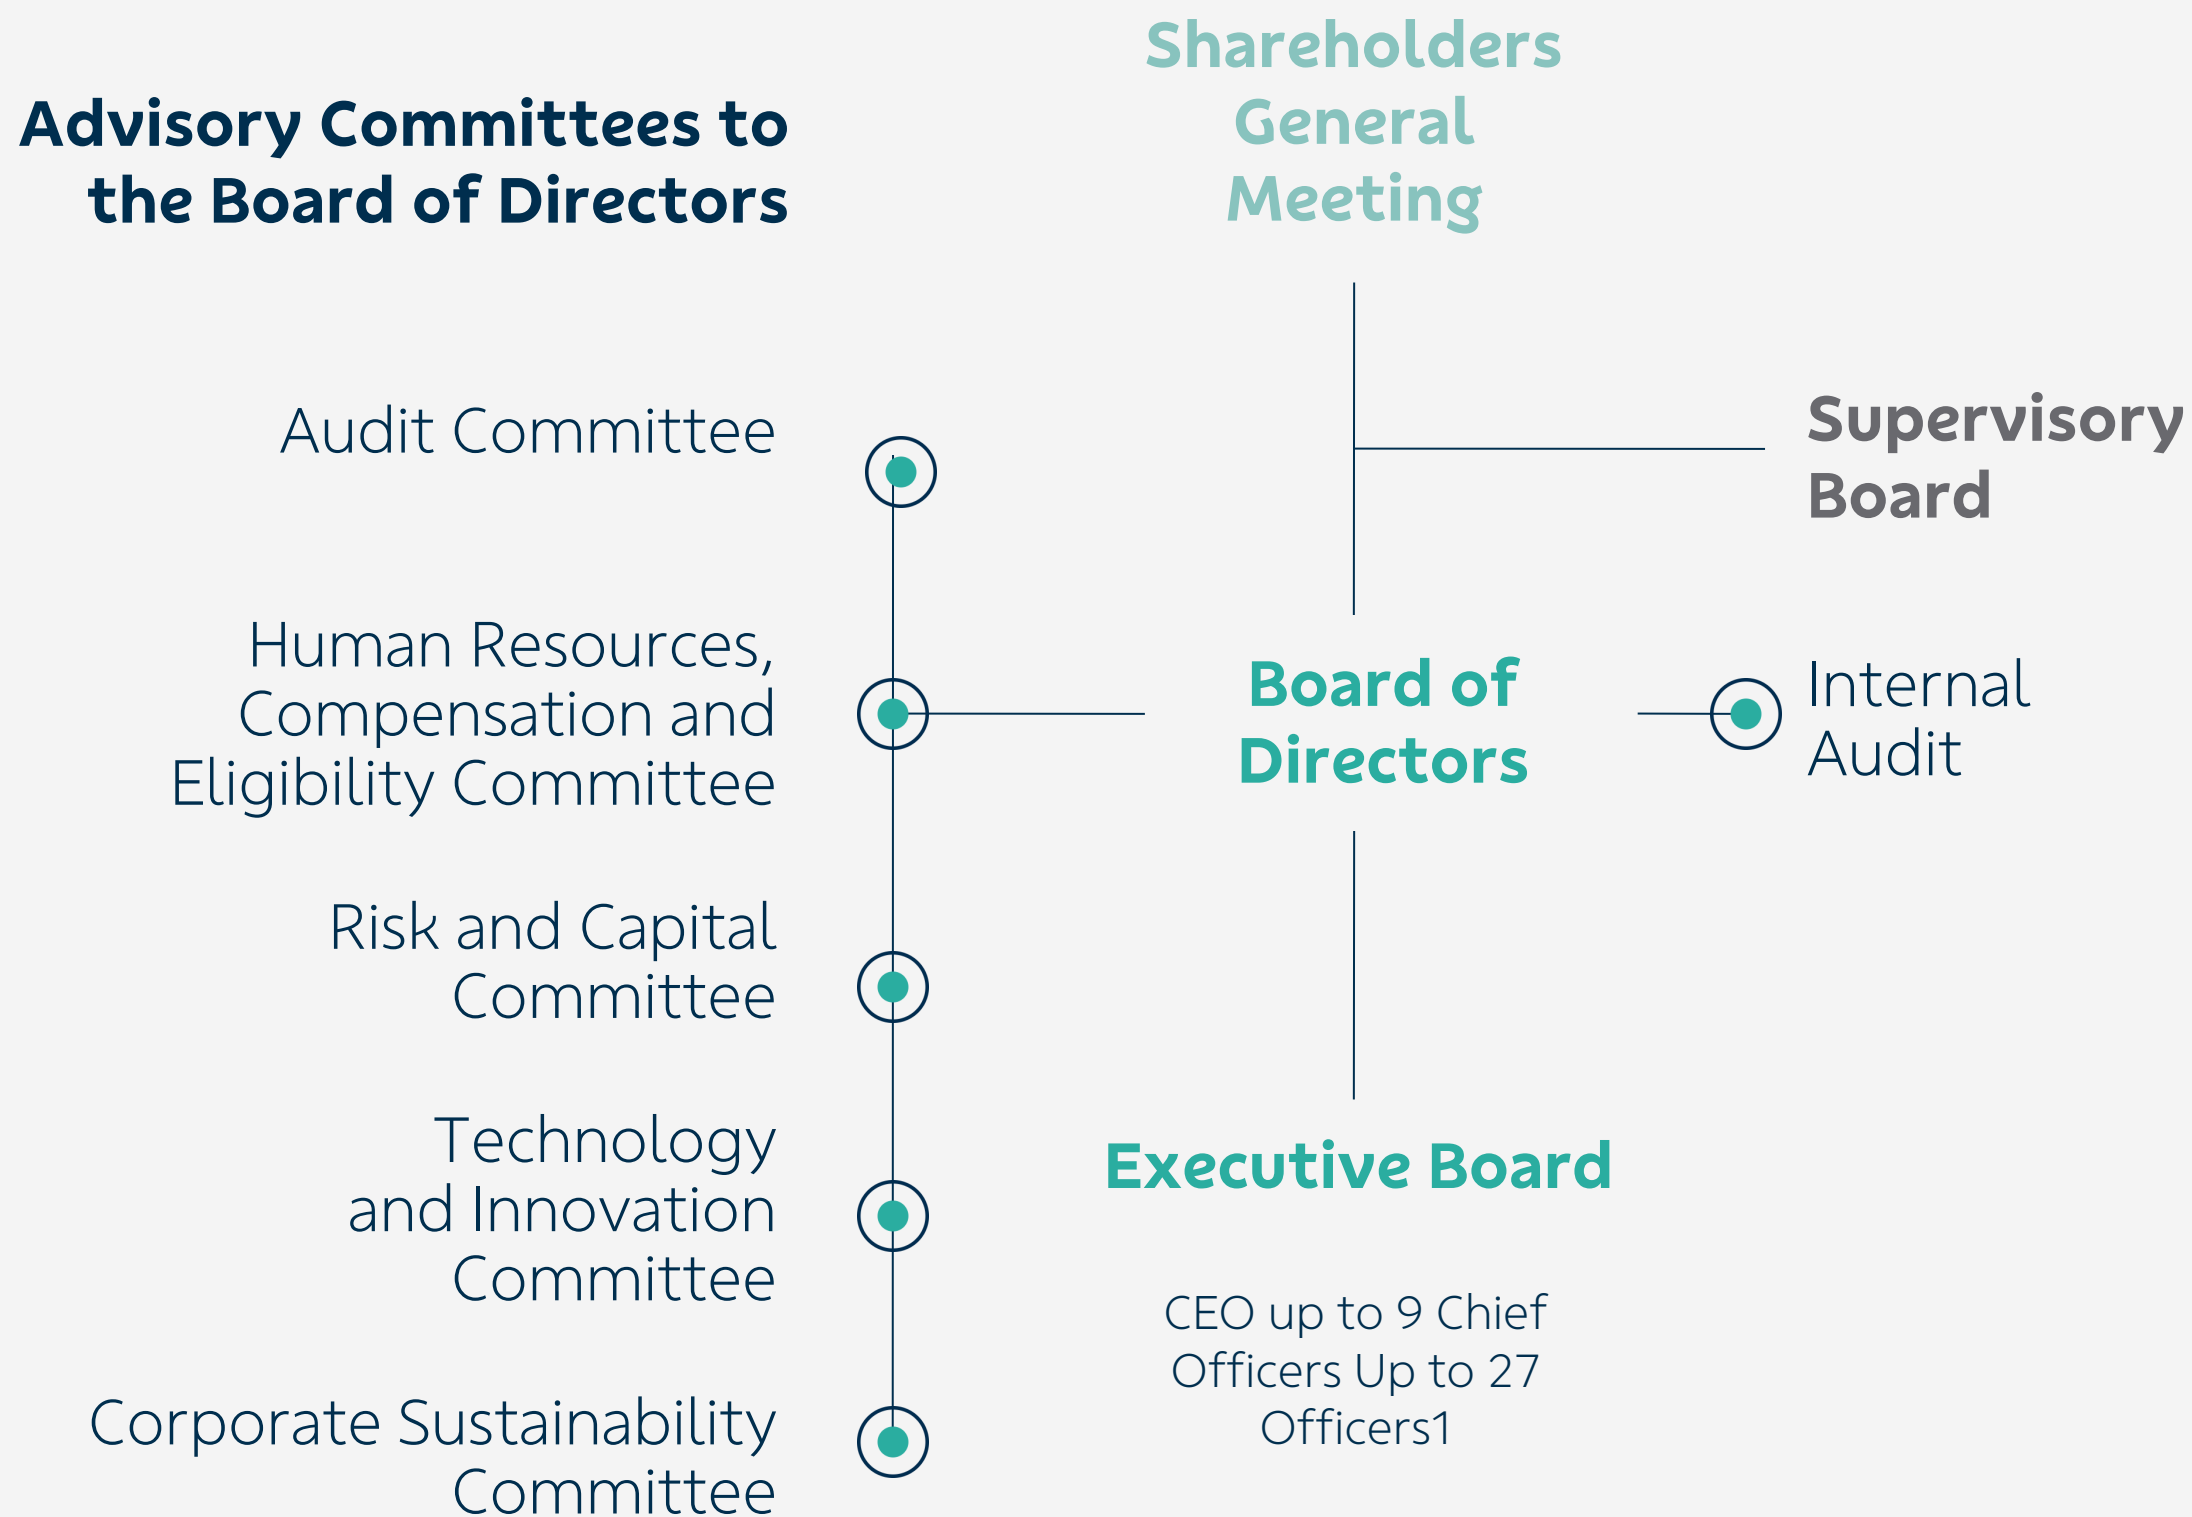 Shareholders
General
Meeting
Advisory Committees to
the Board of Directors
Audit Committee
Supervisory
Board
Human Resources,
Compensation and
Eligibility Committee
Board of
Directors
Internal
Audit
Risk and Capital
Committee
Technology
and Innovation
Committee
Executive Board
CEO up to 9 Chief
Officers Up to 27
Officers1
Corporate Sustainability
Committee